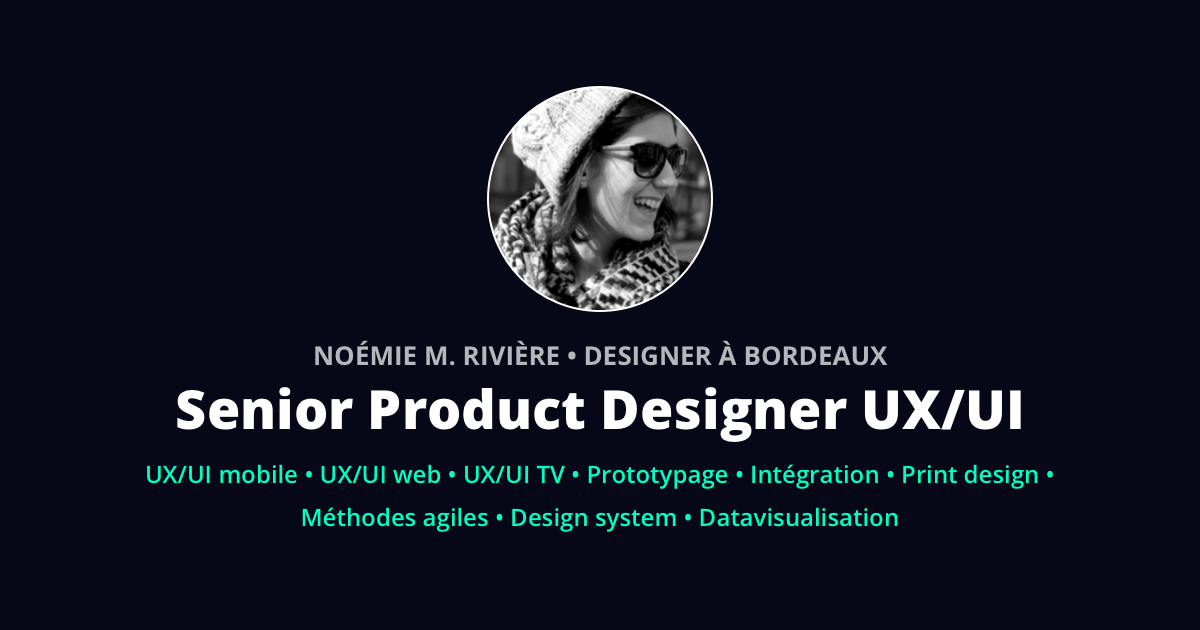 NOÉMIE M. RIVIÈRE • DESIGNER À BORDEAUX
Senior Product Designer UX/UI
UX/UI mobile • UX/UI web • UX/UI TV • Prototypage • Intégration • Print design •
Méthodes agiles • Design system • Datavisualisation